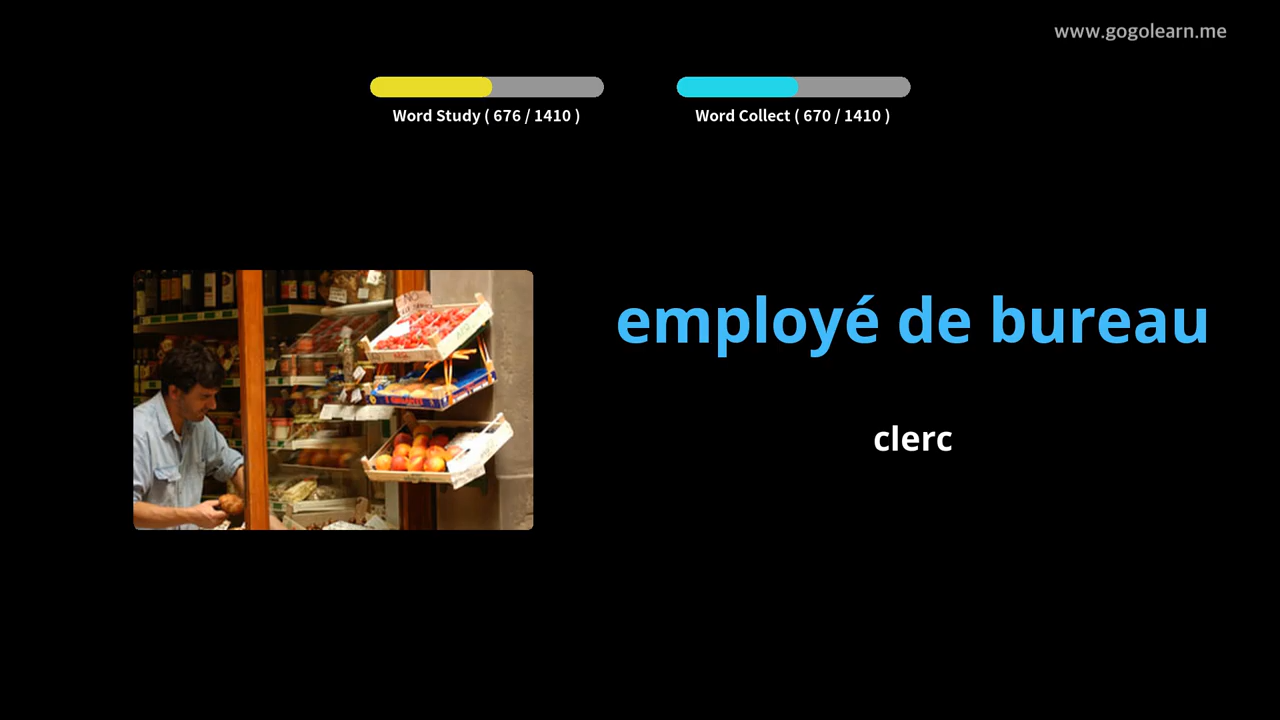 www.gogolearn.me
Word Study ( 676 / 1410 )
Word Collect ( 670 / 1410 )
employé de bureau
clerc